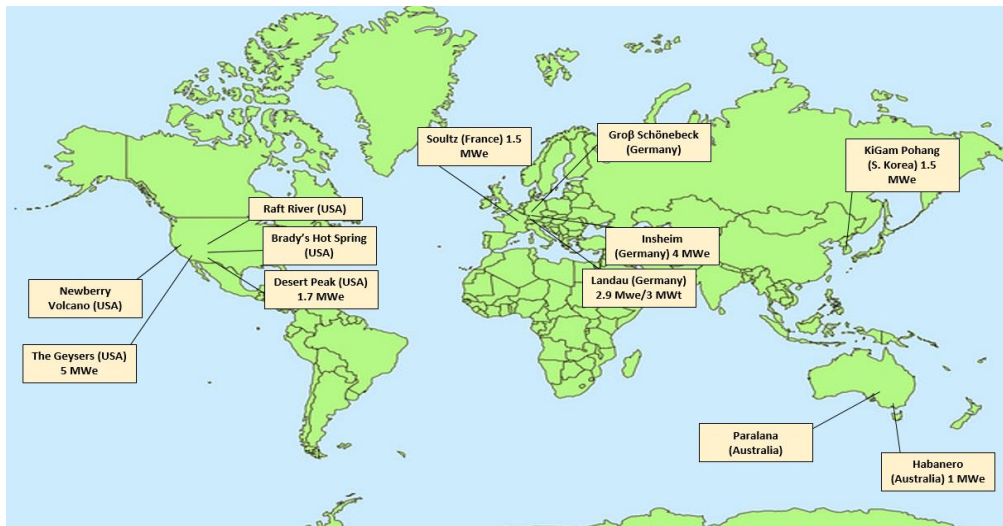 Soultz (France) 1.5
MWe
Groβ Schönebeck
(Germany)
KiGam Pohang
(S. Korea) 1.5
MWe
Raft River (USA)
Brady's Hot Spring
(USA)
Insheim
(Germany) 4 MWe
Newberry
Volcano (USA)
Desert Peak (USA)
1.7 MWe
Landau (Germany)
2.9 Mwe/3 MWt
The Geysers (USA)
5 MWe
Paralana
(Australia)
Habanero
(Australia) 1 MWe